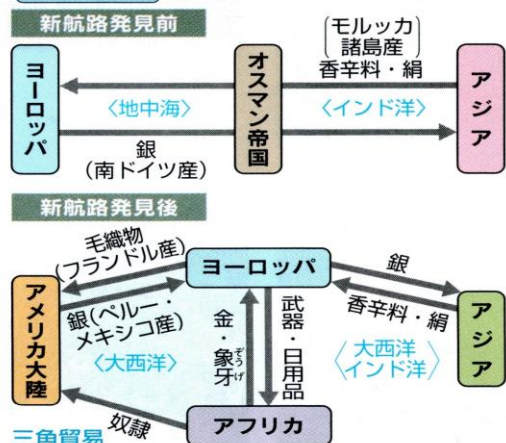 新航路発見前
ヨーロッパ
オスマン帝国
アジア
モルッカ
諸島産
香辛料・絹
〈地中海〉
〈インド洋〉
銀
(南ドイツ産)
新航路発見後
毛織物
(フランドル産)
ヨーロッパ
銀
アメリカ大陸
銀(ペルー・
メキシコ産)
〈大西洋〉
金・象牙
ぞうげ
武器・日用品
香辛料・絹
〈大西洋
インド洋〉
アジア
奴隷
アフリカ
三角貿易